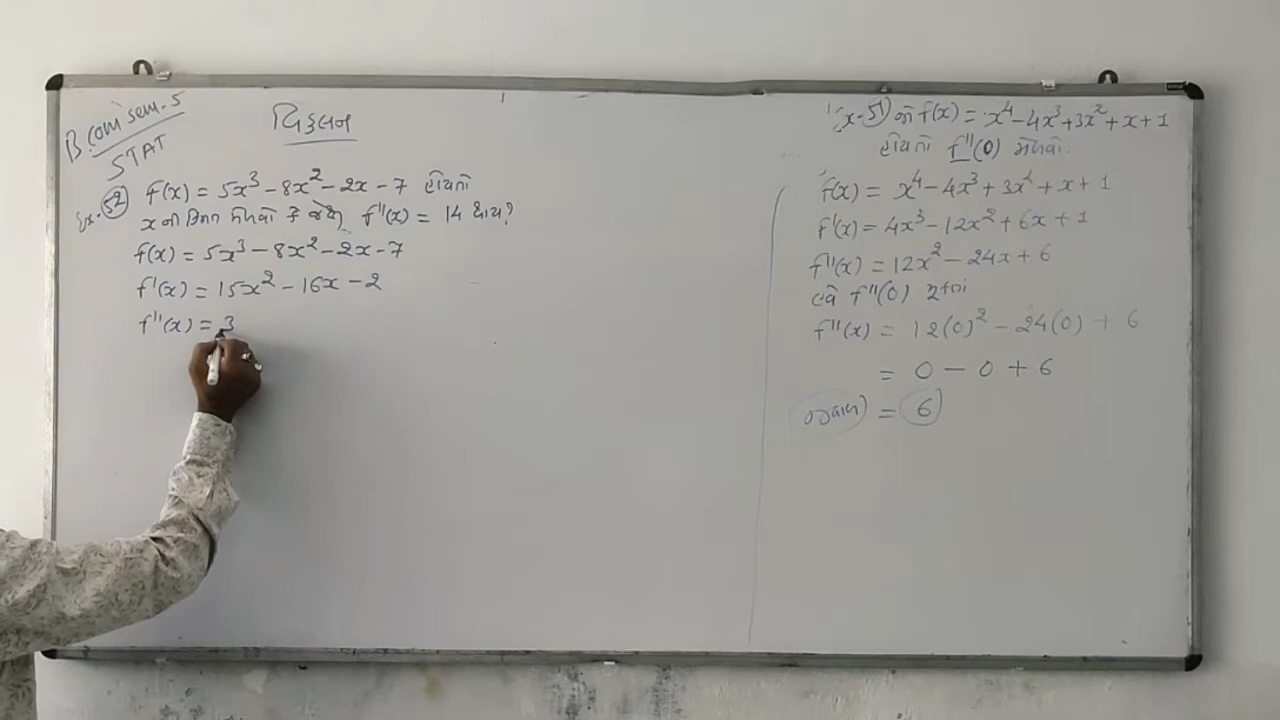 B.com sem-5
STAT
વિકલન
Ex-52 f(x) = 5x³ - 8x² - 2x - 7 હોયતો
x ની કિંમત મેળવો કે જેથી f''(x) = 14 થાય?
f(x) = 5x³ - 8x² - 2x - 7
f'(x) = 15x² - 16x - 2
f''(x) = 3
Ex-51 જો f(x) = x⁴ - 4x³ + 3x² + x + 1
હોયતો f''(0) મેળવો.
f(x) = x⁴ - 4x³ + 3x² + x + 1
f'(x) = 4x³ - 12x² + 6x + 1
f''(x) = 12x² - 24x + 6
હવે f''(0)
f''(x) = 12(0)² - 24(0) + 6
= 0 - 0 + 6
જવાબ = 6